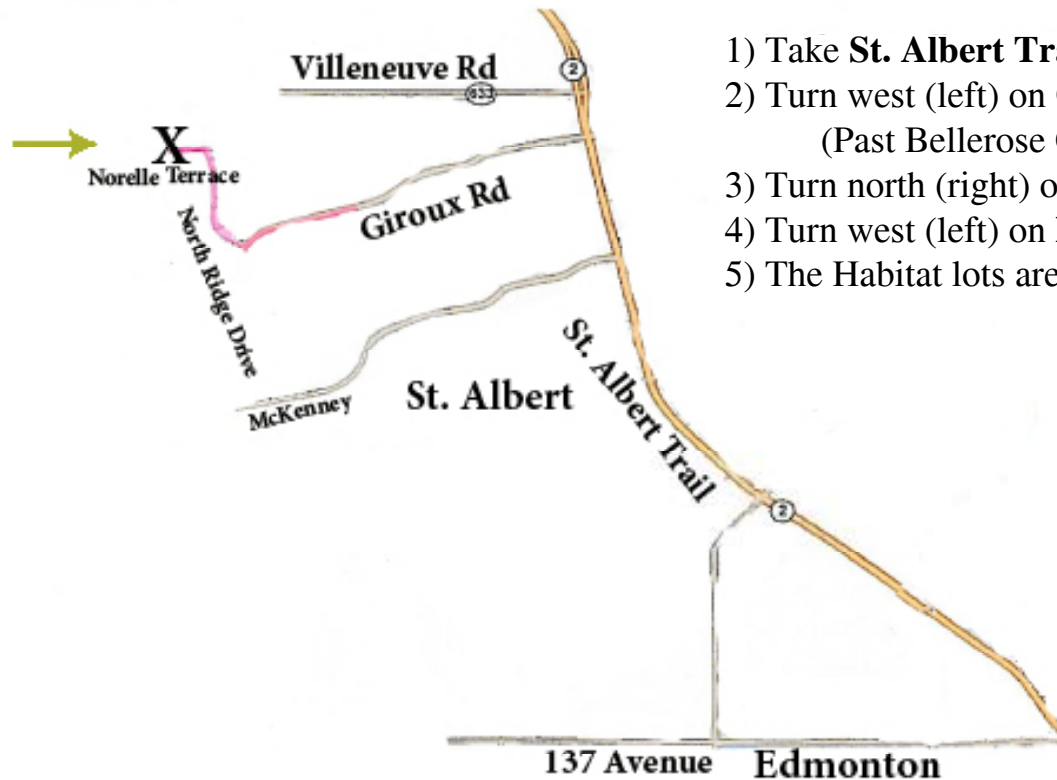 Villeneuve Rd
2
633
X
Norelle Terrace
Giroux Rd
North Ridge Drive
McKenney
St. Albert
St. Albert Trail
2
137 Avenue
Edmonton
1) Take St. Albert Tra
2) Turn west (left) on
(Past Bellerose
3) Turn north (right) o
4) Turn west (left) on
5) The Habitat lots are